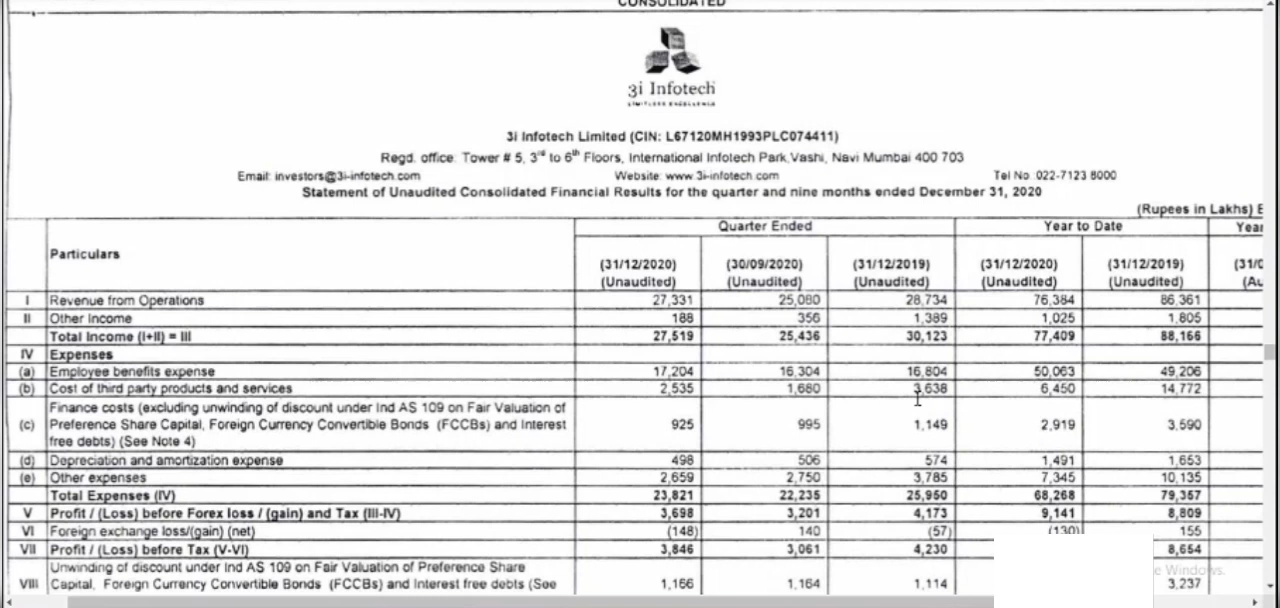 CONSOLIDATED
3i Infotech
LIMITLESS EXCELLENCE
3i Infotech Limited (CIN: L67120MH1993PLC074411)
Regd. office: Tower # 5, 3rd to 6th Floors, International Infotech Park,Vashi, Navi Mumbai 400 703
Email: investors@3i-infotech.com Website: www.3i-infotech.com Tel No :022-7123 8000
Statement of Unaudited Consolidated Financial Results for the quarter and nine months ended December 31, 2020
(Rupees in Lakhs) E
Particulars Quarter Ended Year to Date Year
(31/12/2020) (30/09/2020) (31/12/2019) (31/12/2020) (31/12/2019) (31/0
(Unaudited) (Unaudited) (Unaudited) (Unaudited) (Unaudited) (Au
I Revenue from Operations 27,331 25,080 28,734 76,384 86,361
II Other Income 188 356 1,389 1,025 1,805
Total Income (I+II) = III 27,519 25,436 30,123 77,409 88,166
IV Expenses
(a) Employee benefits expense 17,204 16,304 16,804 50,063 49,206
(b) Cost of third party products and services 2,535 1,680 3,638 6,450 14,772
Finance costs (excluding unwinding of discount under Ind AS 109 on Fair Valuation of
(c) Preference Share Capital, Foreign Currency Convertible Bonds (FCCBs) and Interest 925 995 1,149 2,919 3,590
free debts) (See Note 4)
(d) Depreciation and amortization expense 498 506 574 1,491 1,653
(e) Other expenses 2,659 2,750 3,785 7,345 10,135
Total Expenses (IV) 23,821 22,235 25,950 68,268 79,357
V Profit / (Loss) before Forex loss / (gain) and Tax (III-IV) 3,698 3,201 4,173 9,141 8,809
VI Foreign exchange loss/(gain) (net) (148) 140 (57) (130) 155
VII Profit / (Loss) before Tax (V-VI) 3,846 3,061 4,230 8,654
Unwinding of discount under Ind AS 109 on Fair Valuation of Preference Share
VIII Capital, Foreign Currency Convertible Bonds (FCCBs) and Interest free debts (See 1,166 1,164 1,114 3,237
e Windows.